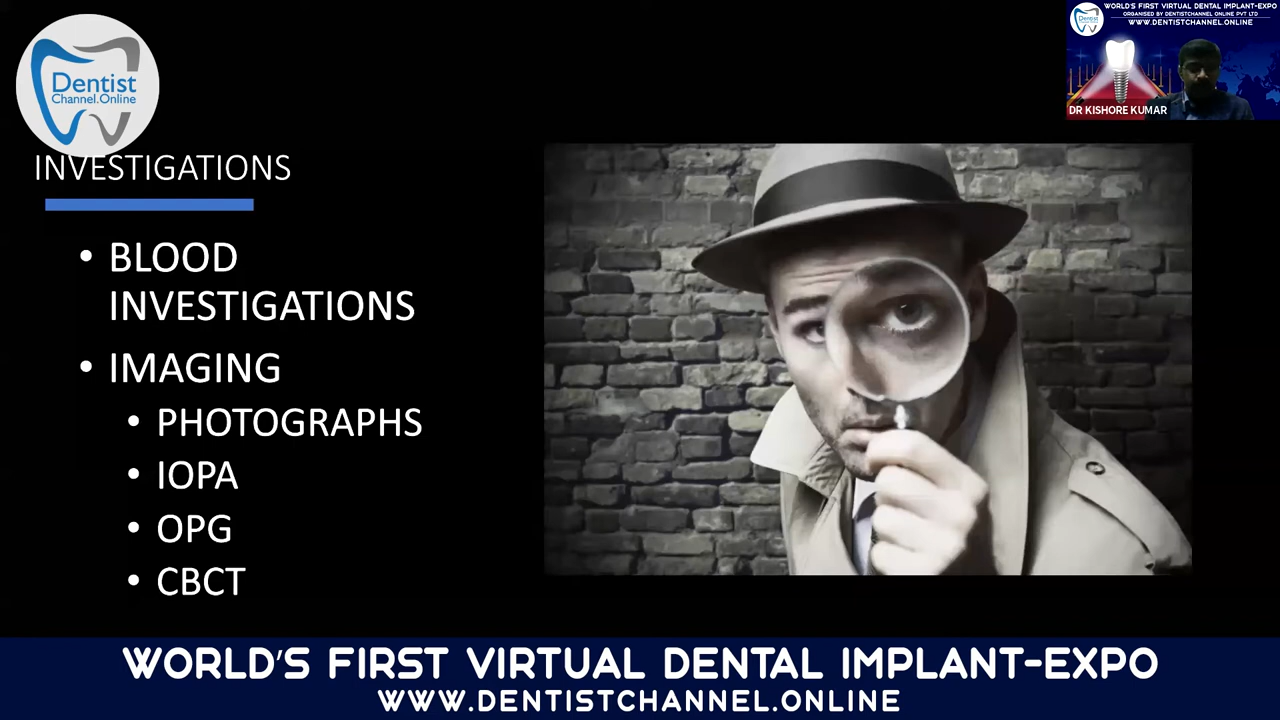 Dentist
Channel.Online
WORLD'S FIRST VIRTUAL DENTAL IMPLANT-EXPO
ORGANISED BY DENTISTCHANNEL ONLINE PVT LTD
WWW.DENTISTCHANNEL.ONLINE
DR KISHORE KUMAR
INVESTIGATIONS
• BLOOD
INVESTIGATIONS
• IMAGING
• PHOTOGRAPHS
• IOPA
• OPG
• CBCT
WORLD'S FIRST VIRTUAL DENTAL IMPLANT-EXPO
WWW.DENTISTCHANNEL.ONLINE